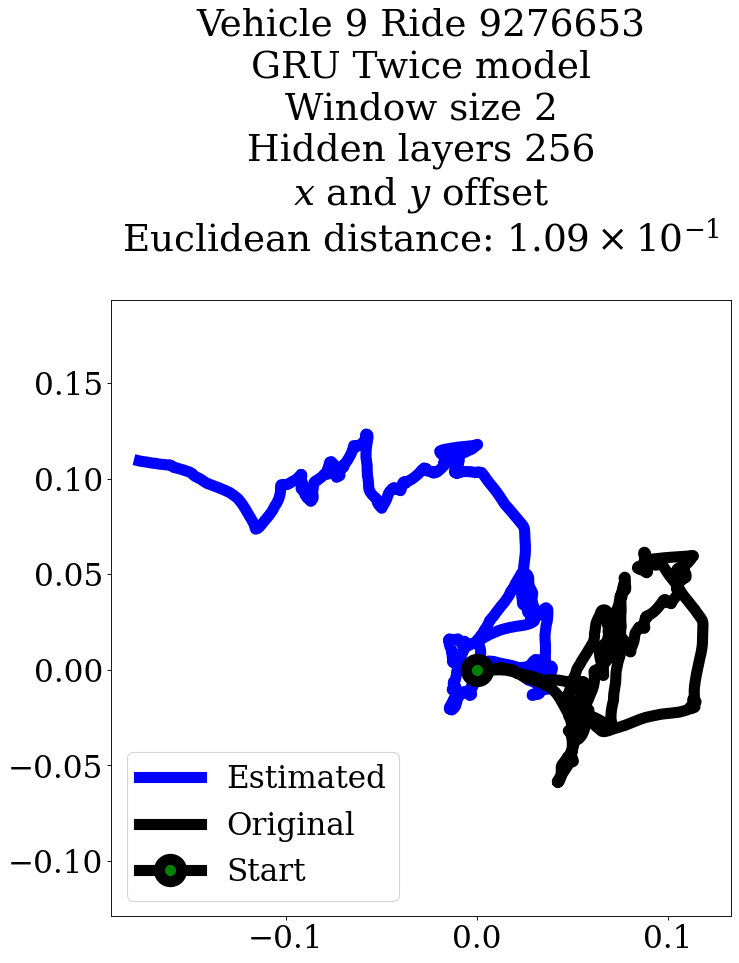 Vehicle 9 Ride 9276653
GRU Twice model
Window size 2
Hidden layers 256
x and y offset
Euclidean distance: 1.09 × 10⁻¹
0.15
0.10
0.05
0.00
−0.05
−0.10
Estimated
Original
Start
−0.1
0.0
0.1